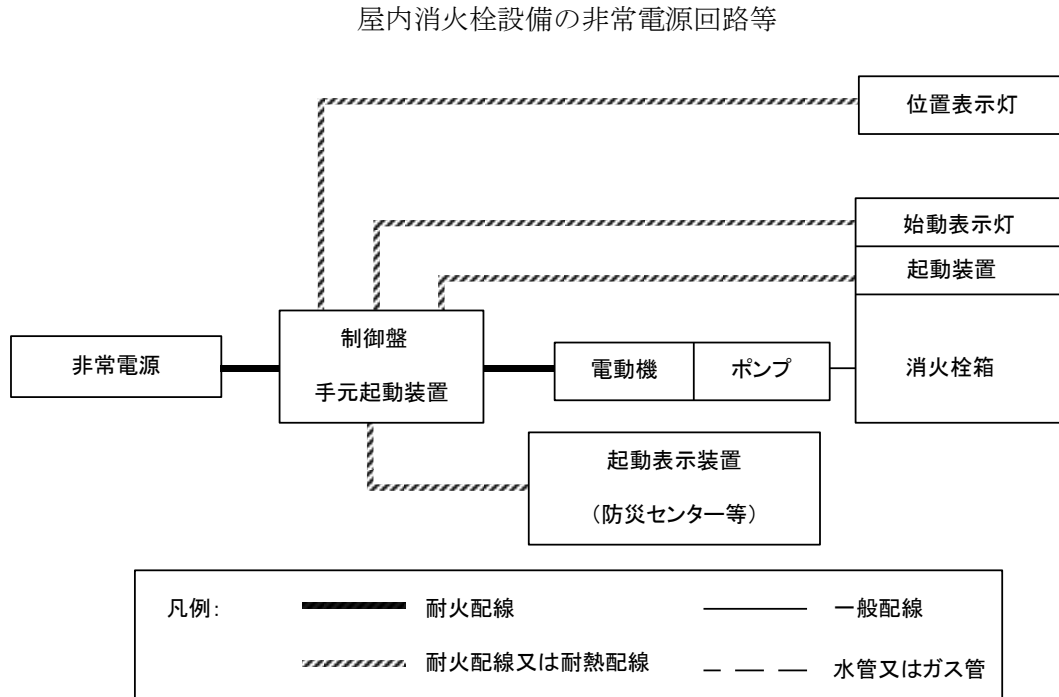 屋内消火栓設備の非常電源回路等
位置表示灯
始動表示灯
起動装置
消火栓箱
非常電源
制御盤
手元起動装置
電動機
ポンプ
起動表示装置
（防災センター等）
凡例:
耐火配線
一般配線
耐火配線又は耐熱配線
水管又はガス管